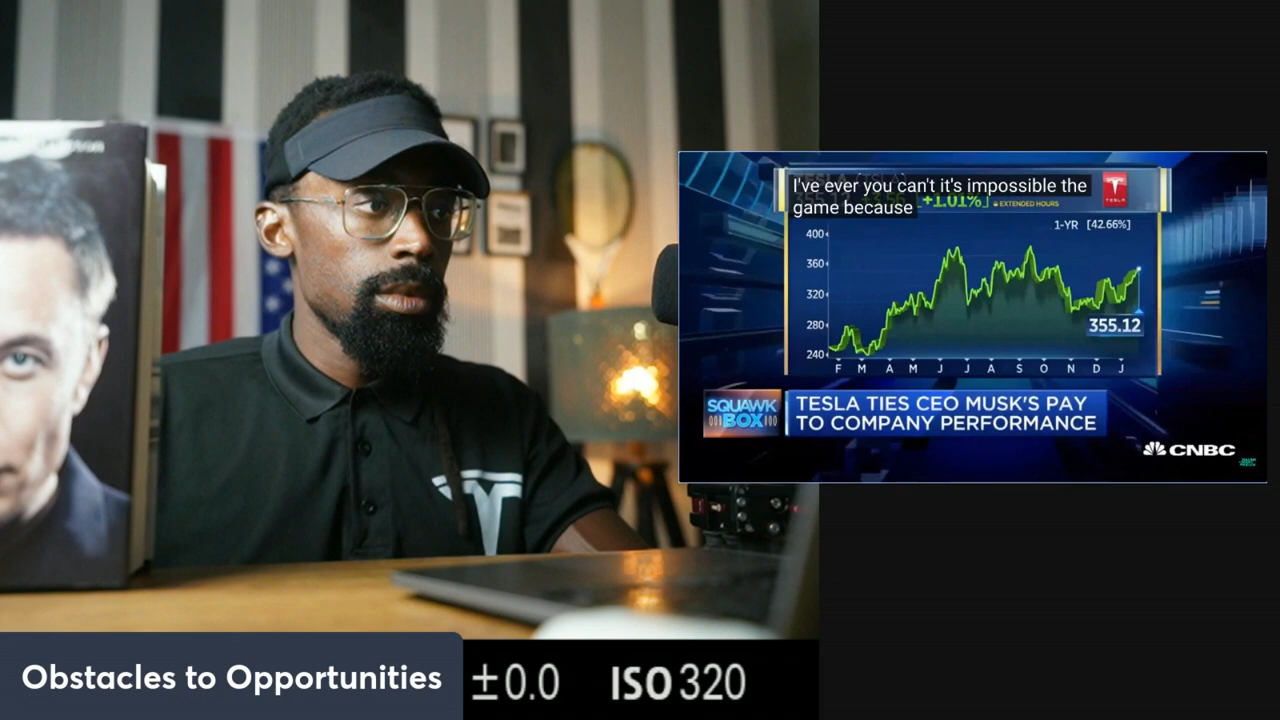 I've ever you can't it's impossible the
game because
+1.01%]
EXTENDED HOURS
TESLA
1-YR [42.66%]
400
360
320
280
240
355.12
F M A M J J A S O N D J
SQUAWK
BOX
TESLA TIES CEO MUSK'S PAY
TO COMPANY PERFORMANCE
CNBC
Obstacles to Opportunities
±0.0 ISO 320